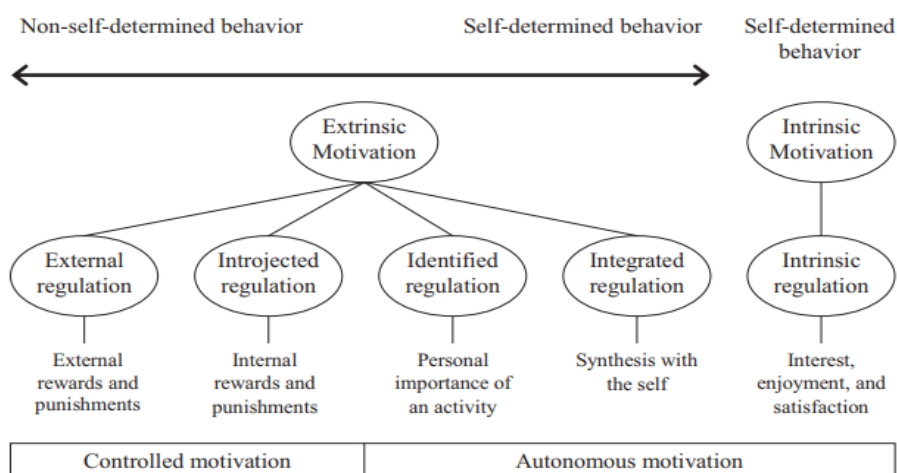 Non-self-determined behavior
Self-determined behavior
Self-determined
behavior
Extrinsic
Motivation
Intrinsic
Motivation
External
regulation
Introjected
regulation
Identified
regulation
Integrated
regulation
Intrinsic
regulation
External
rewards and
punishments
Internal
rewards and
punishments
Personal
importance of
an activity
Synthesis with
the self
Interest,
enjoyment, and
satisfaction
Controlled motivation
Autonomous motivation